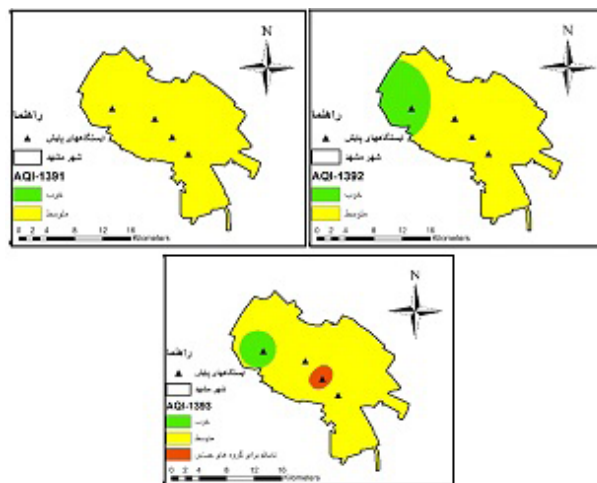 N
راهنما
ایستگاههای پایش
شهر مشهد
AQI-1391
خوب
متوسط
0 2 4 8 12 16
Kilometers
N
راهنما
ایستگاههای پایش
شهر مشهد
AQI-1392
خوب
متوسط
0 2 4 8 12 16
Kilometers
N
راهنما
ایستگاههای پایش
شهر مشهد
AQI-1393
خوب
متوسط
ناسالم برای گروه های حساس
0 2 4 8 12 16
Kilometers